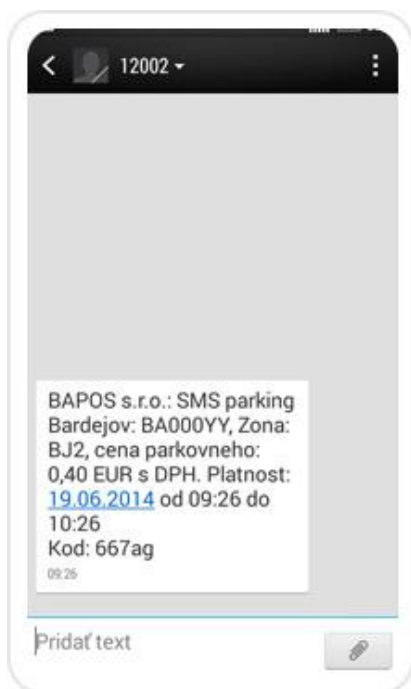 12002
BAPOS s.r.o.: SMS parking
Bardejov: BA000YY, Zona:
BJ2, cena parkovneho:
0,40 EUR s DPH. Platnost:
19.06.2014 od 09:26 do
10:26
Kod: 667ag
09:26
Pridať text